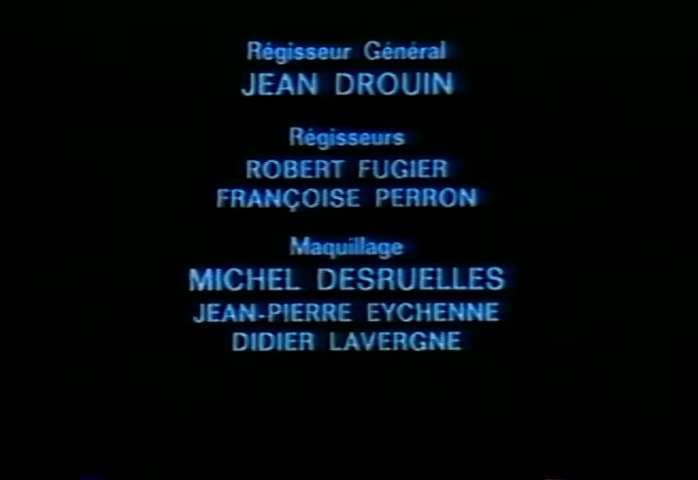 Régisseur Général
JEAN DROUIN
Régisseurs
ROBERT FUGIER
FRANÇOISE PERRON
Maquillage
MICHEL DESRUELLES
JEAN-PIERRE EYCHENNE
DIDIER LAVERGNE